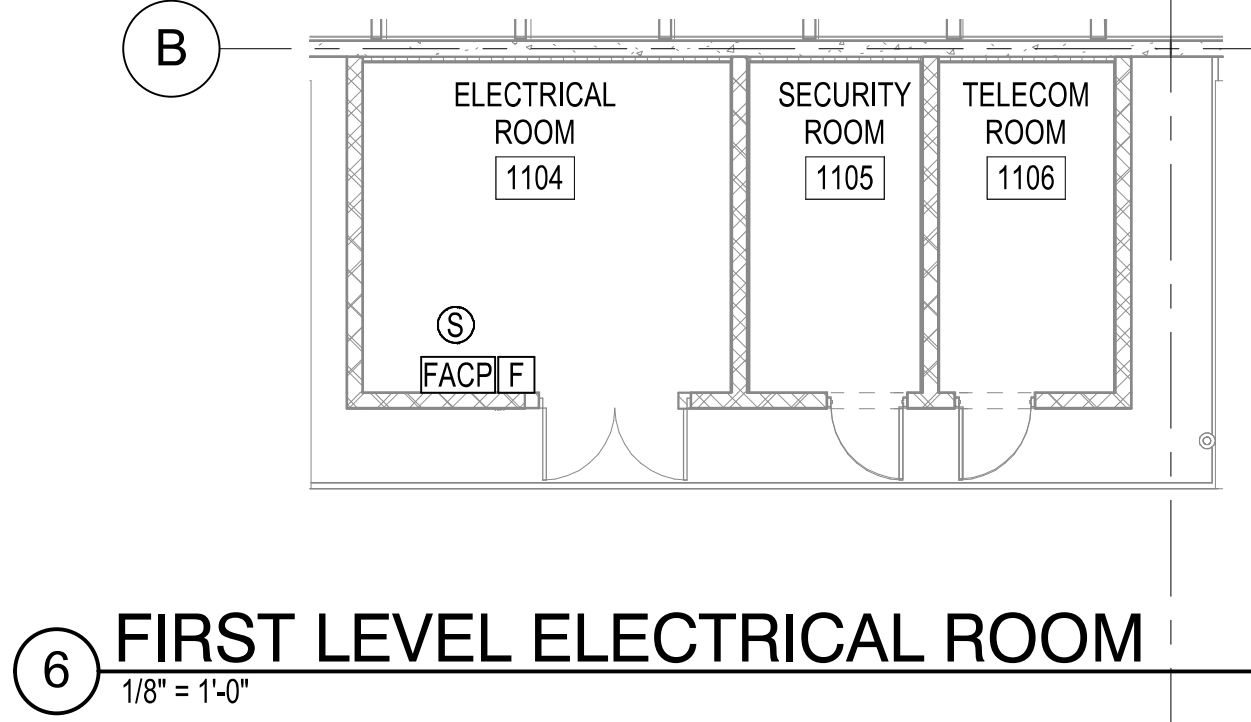 B
ELECTRICAL
ROOM
1104
SECURITY
ROOM
1105
TELECOM
ROOM
1106
S
FACP F
6 FIRST LEVEL ELECTRICAL ROOM
1/8" = 1'-0"